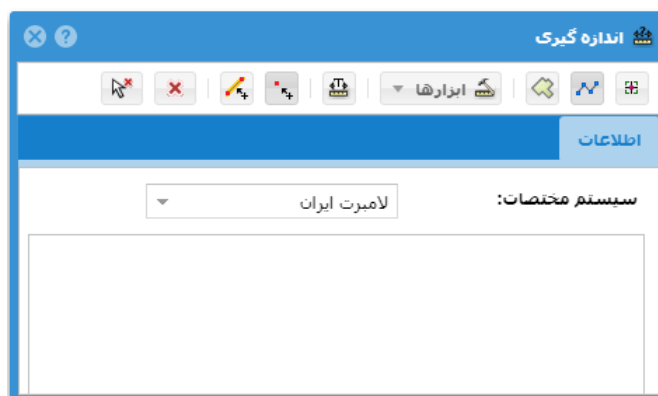 اندازه گیری
ابزارها
اطلاعات
سیستم مختصات:
لامبرت ایران